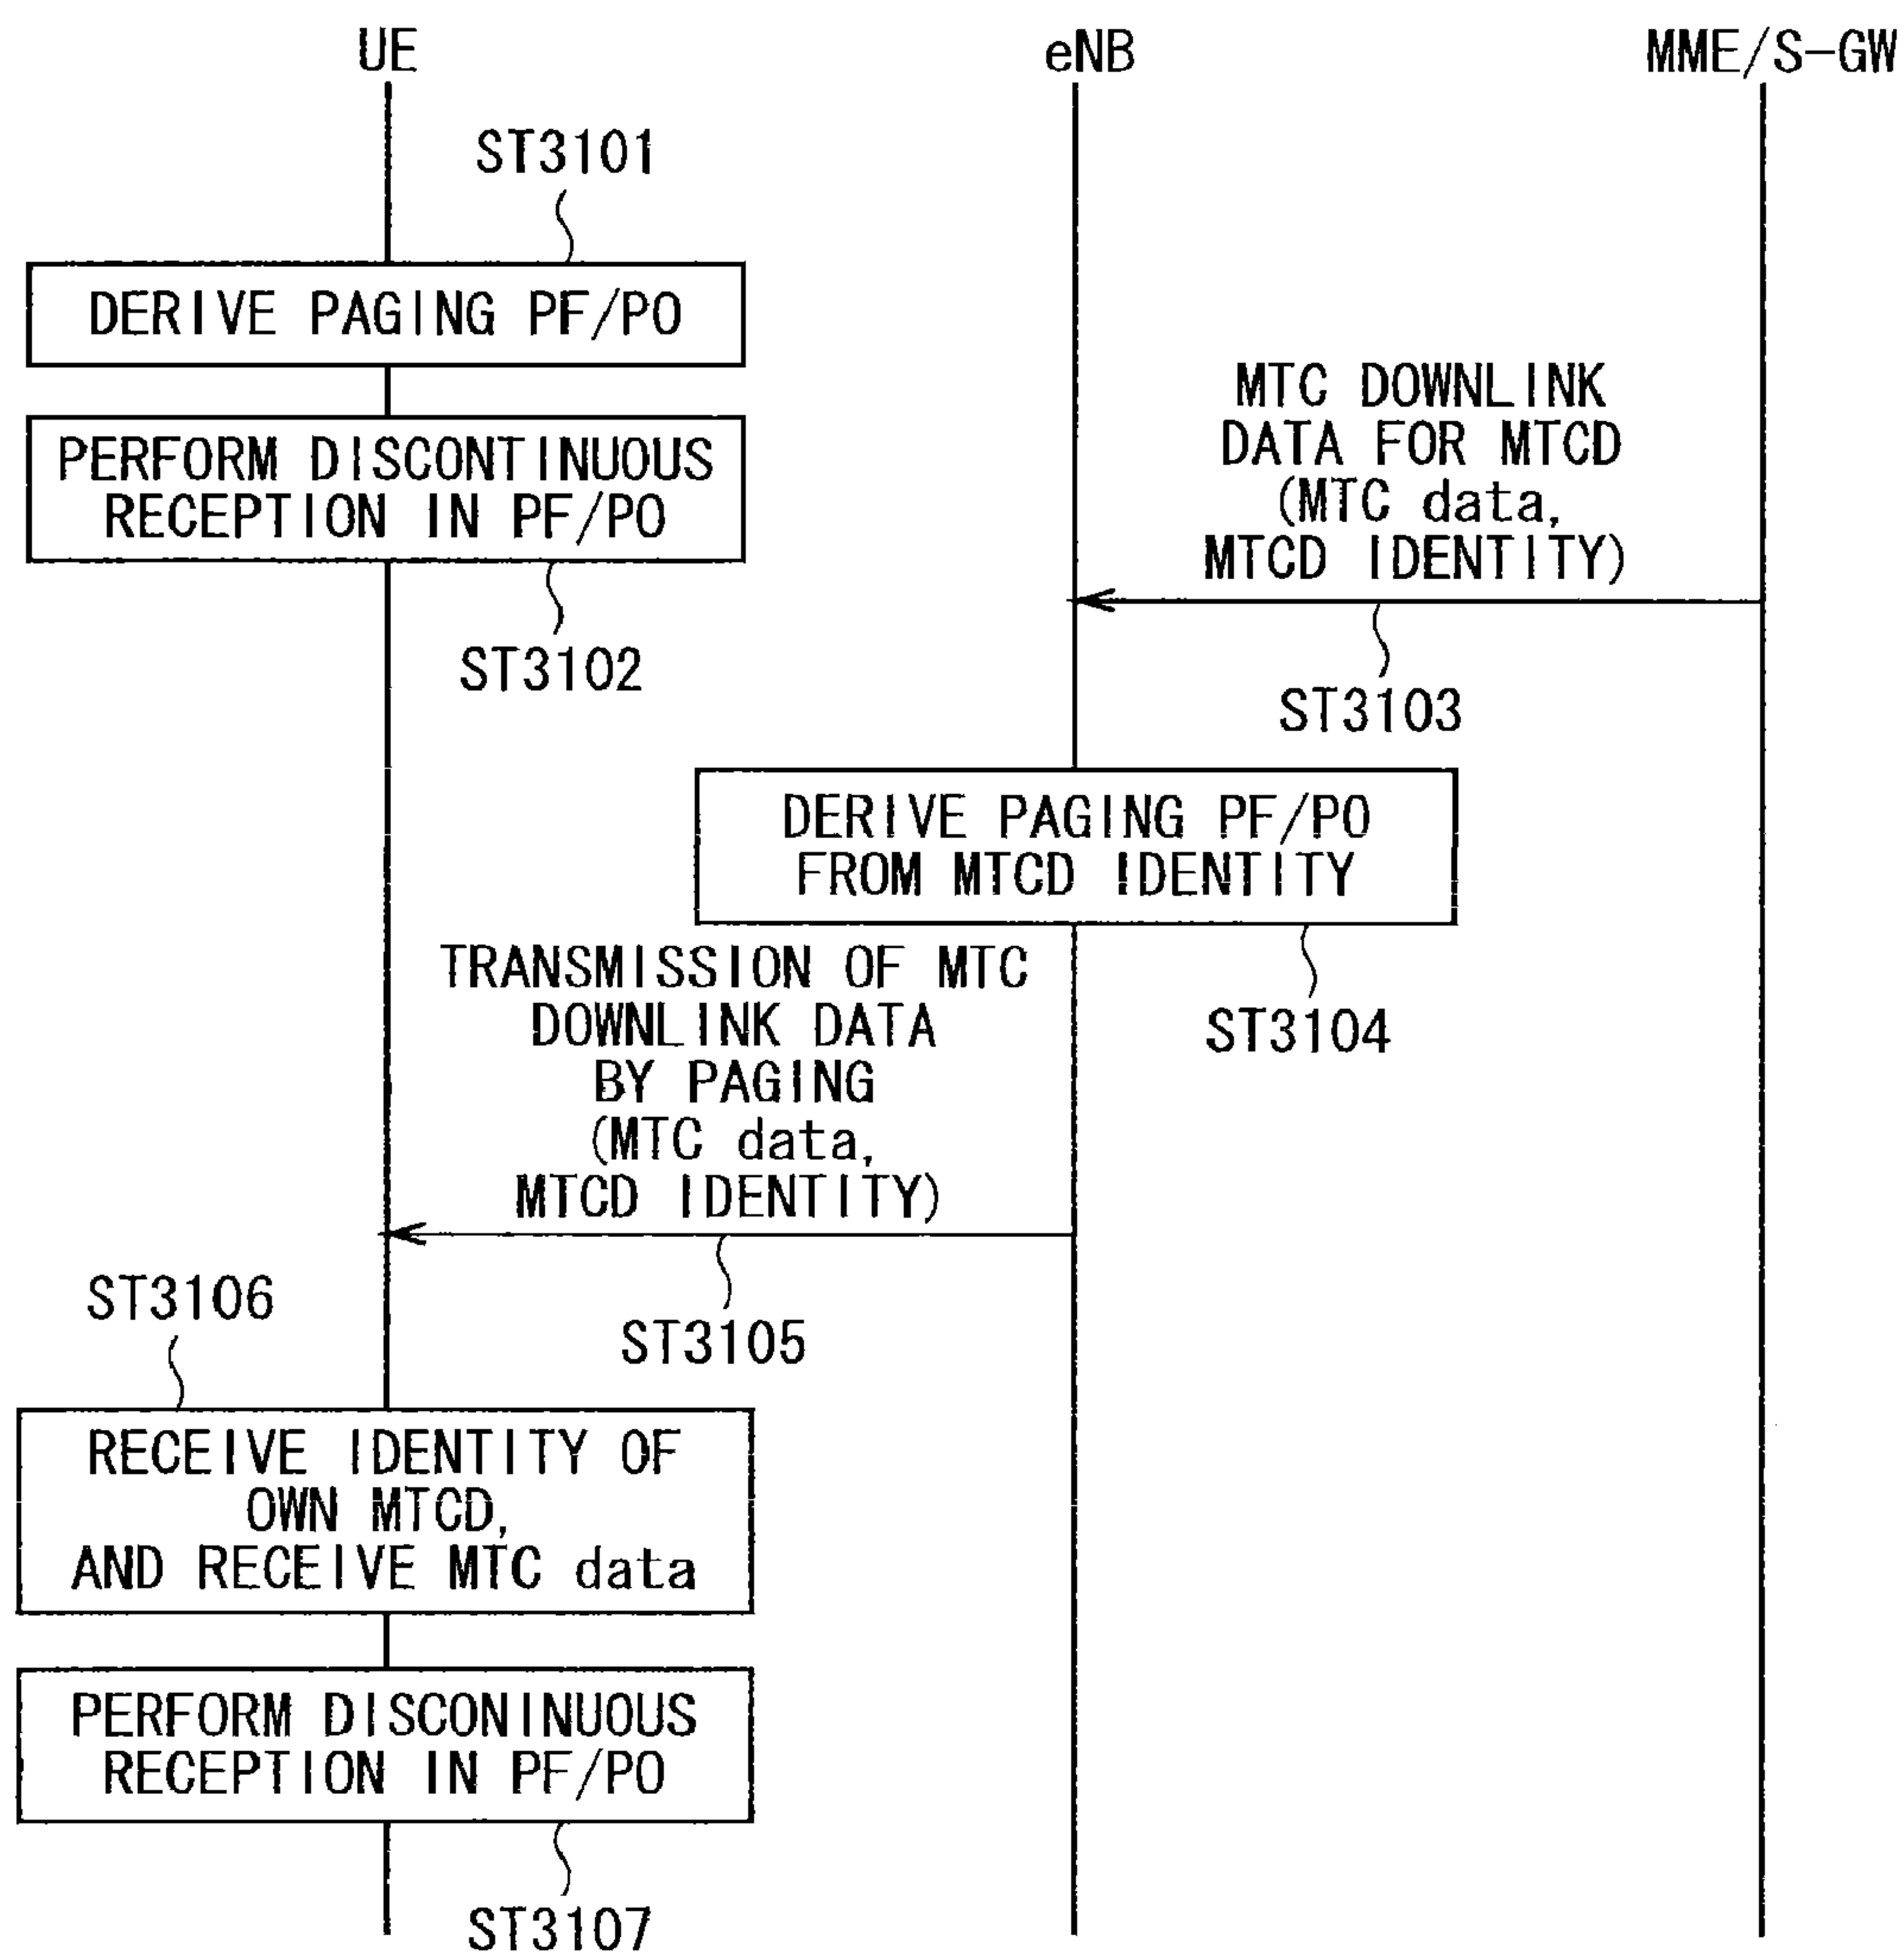 UE
eNB
MME/S-GW
ST3101
DERIVE PAGING PF/PO
PERFORM DISCONTINUOUS
RECEPTION IN PF/PO
ST3102
MTC DOWNLINK
DATA FOR MTCD
(MTC data,
MTCD IDENTITY)
ST3103
DERIVE PAGING PF/PO
FROM MTCD IDENTITY
ST3104
TRANSMISSION OF MTC
DOWNLINK DATA
BY PAGING
(MTC data,
MTCD IDENTITY)
ST3105
ST3106
RECEIVE IDENTITY OF
OWN MTCD,
AND RECEIVE MTC data
PERFORM DISCONINUOUS
RECEPTION IN PF/PO
ST3107